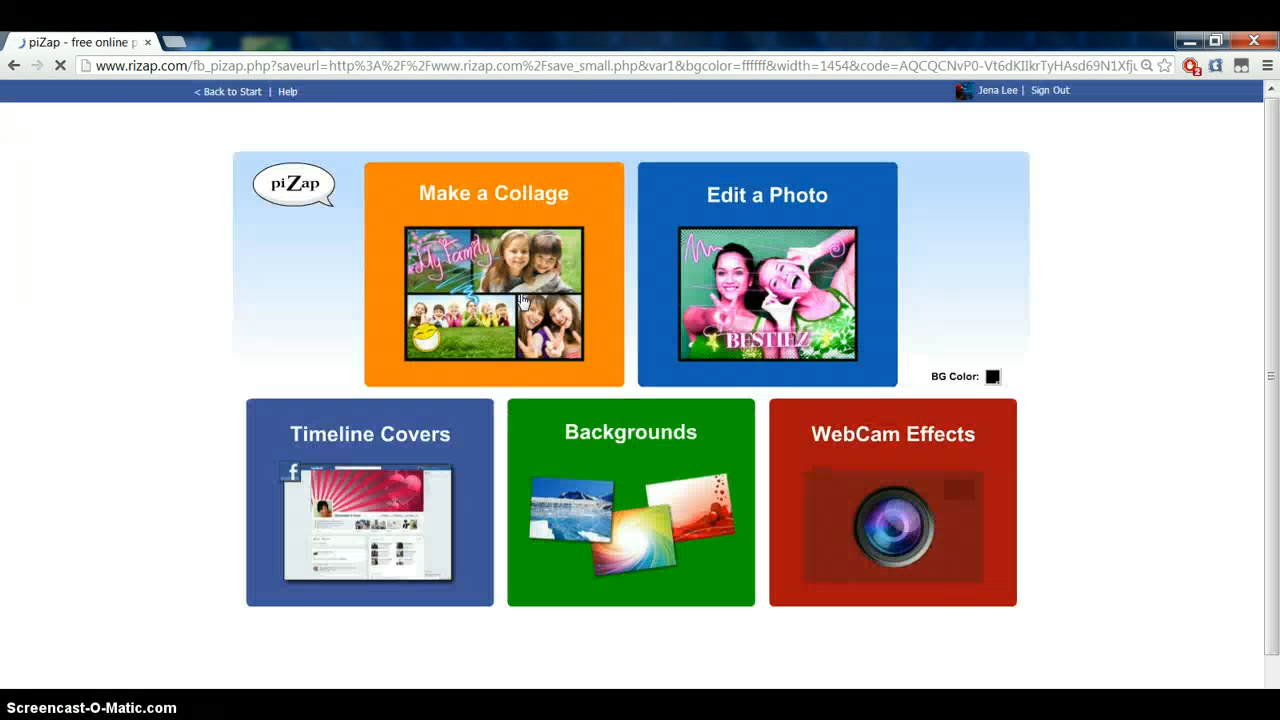 piZap - free online p
www.rizap.com/fb_pizap.php?saveurl=http%3A%2F%2Fwww.rizap.com%2Fsave_small.php&var1&bgcolor=ffffff&width=1454&code=
2
< Back to Start | Help
Jena Lee | Sign Out
piZap
Make a Collage
Edit a Photo
My Family
BESTIEZ
BG Color:
Timeline Covers
Backgrounds
WebCam Effects
f
Screencast-O-Matic.com